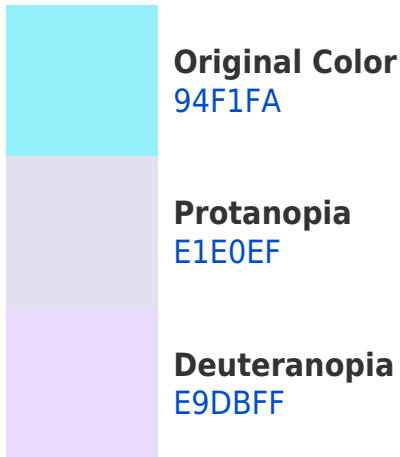 Original Color
94F1FA
Protanopia
E1E0EF
Deuteranopia
E9DBFF